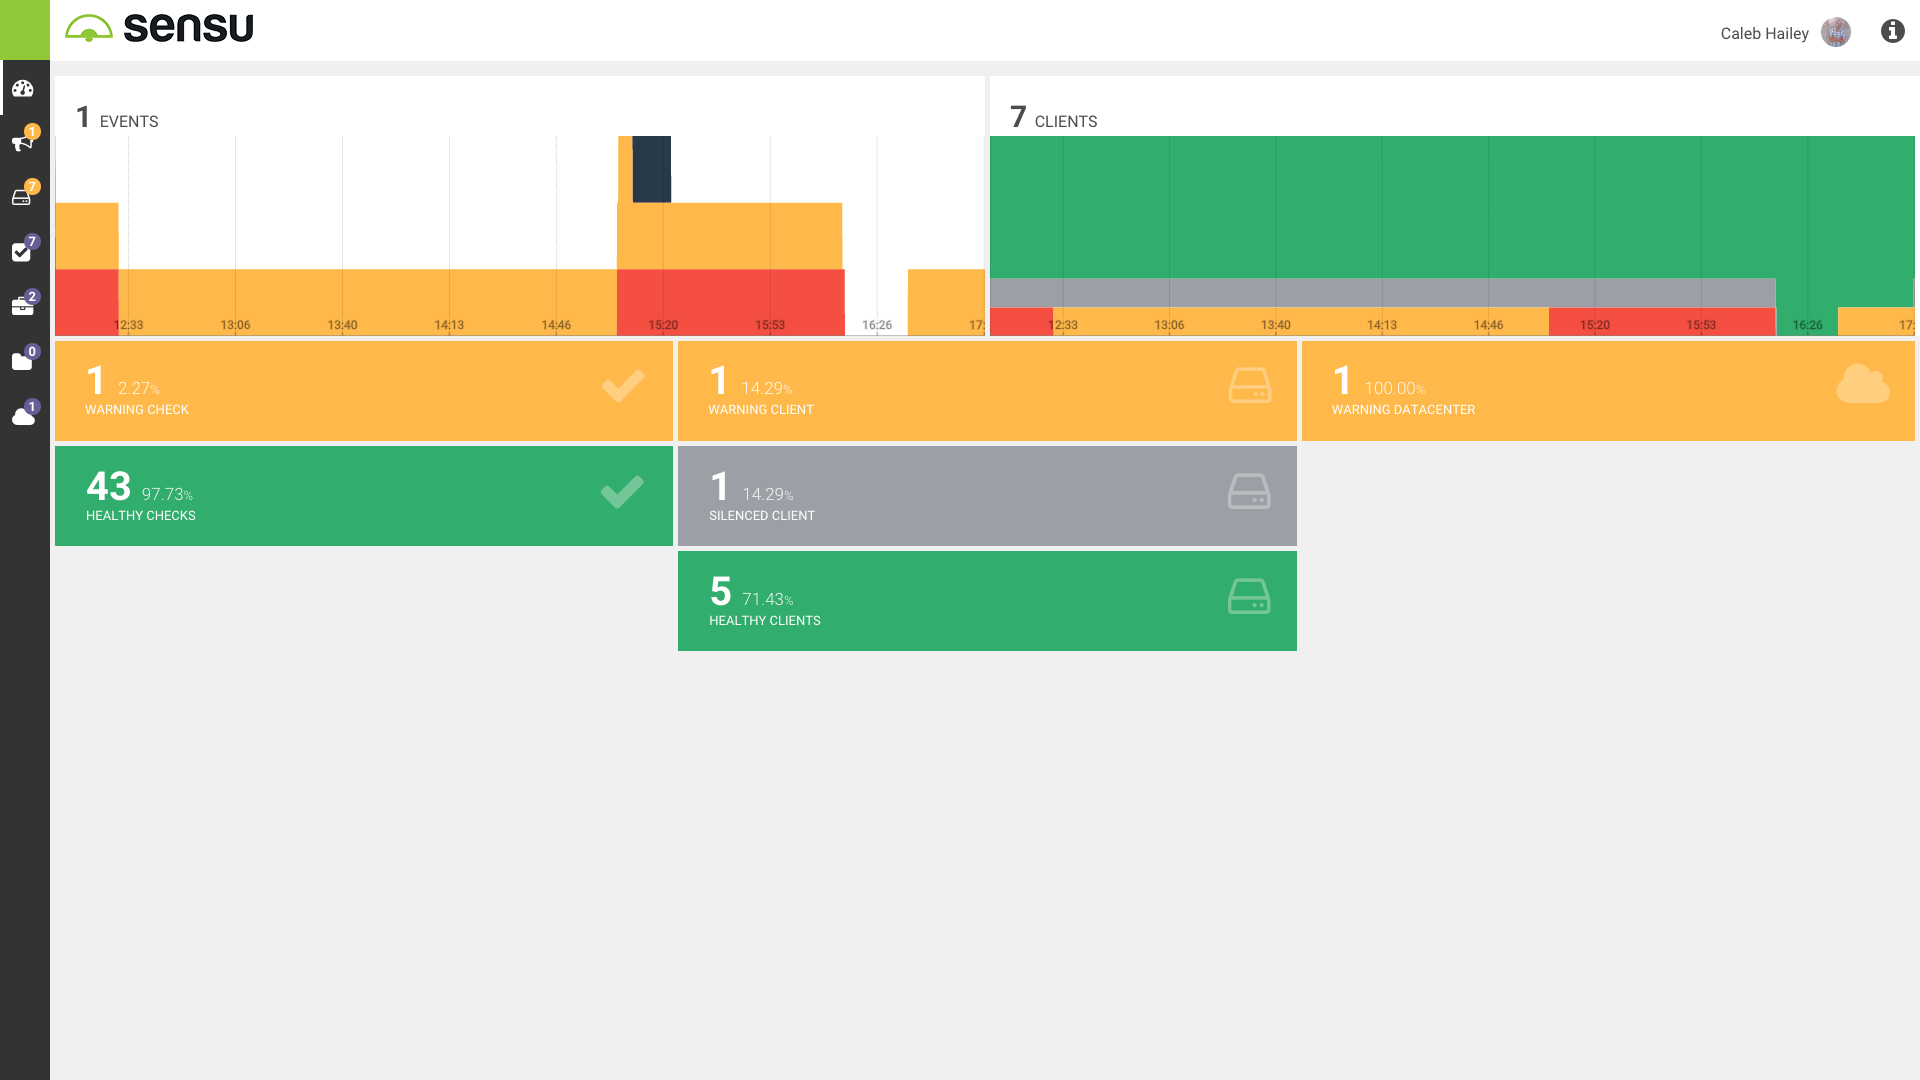 sensu
Caleb Hailey
1
7
7
2
0
1
1 EVENTS
12:33 13:06 13:40 14:13 14:46 15:20 15:53 16:26 17:
7 CLIENTS
12:33 13:06 13:40 14:13 14:46 15:20 15:53 16:26 17:
1 2.27%
WARNING CHECK
1 14.29%
WARNING CLIENT
1 100.00%
WARNING DATACENTER
43 97.73%
HEALTHY CHECKS
1 14.29%
SILENCED CLIENT
5 71.43%
HEALTHY CLIENTS